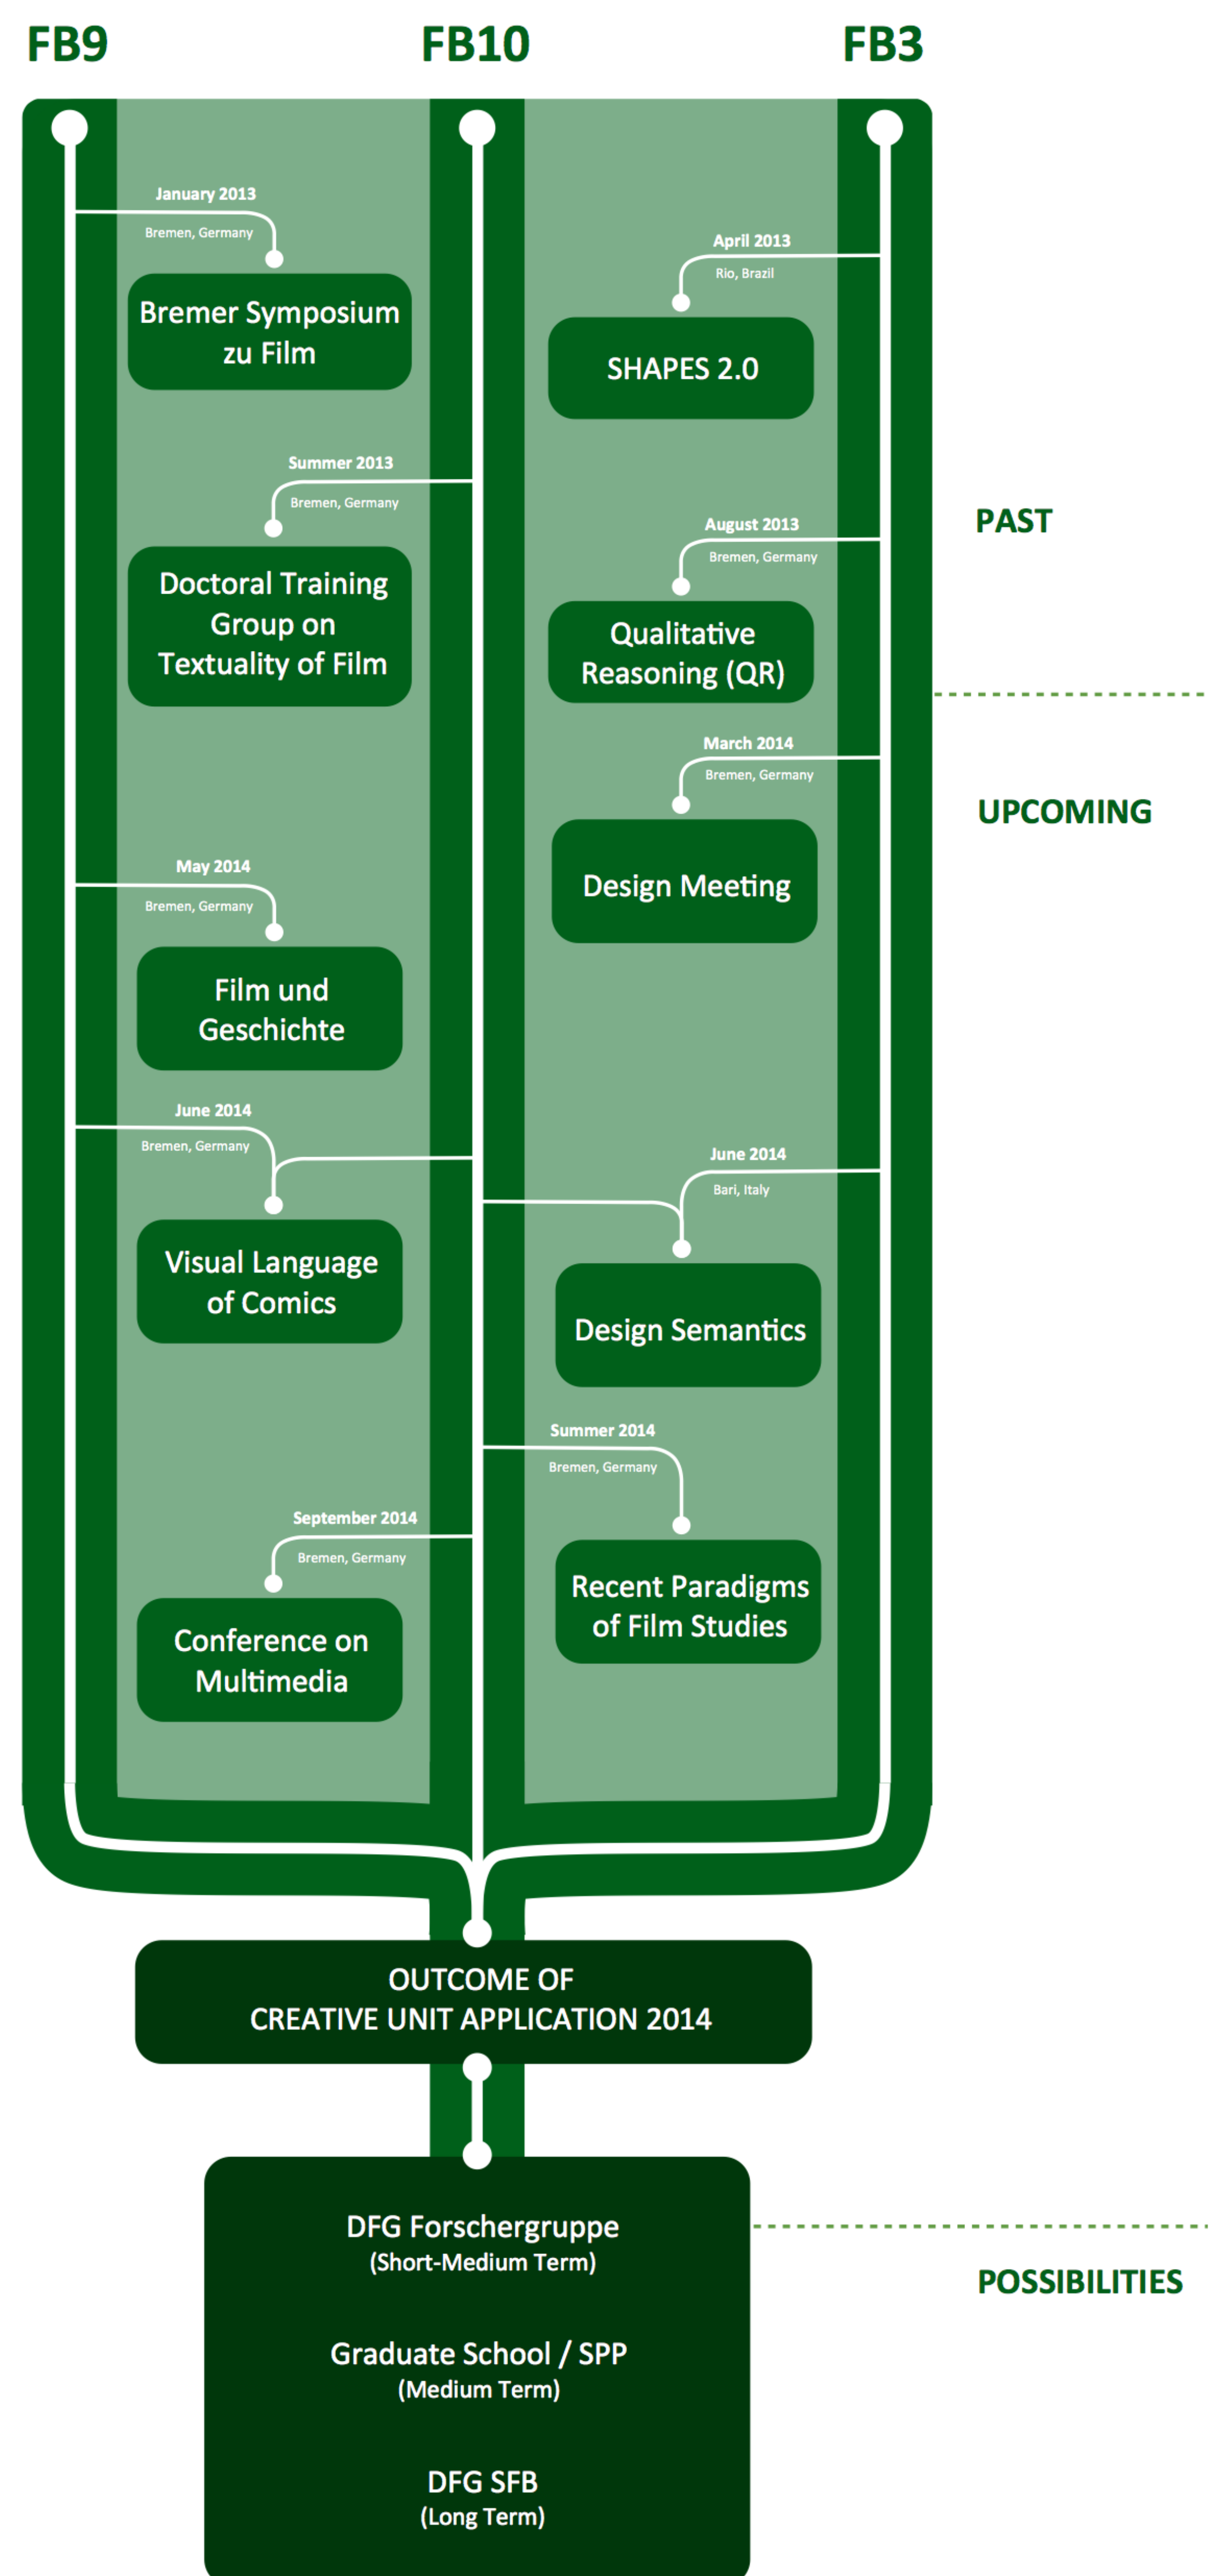 FB9
FB10
FB3
January 2013
Bremen, Germany
Bremer Symposium
zu Film
April 2013
Rio, Brazil
SHAPES 2.0
Summer 2013
Bremen, Germany
Doctoral Training
Group on
Textuality of Film
PAST
August 2013
Bremen, Germany
Qualitative
Reasoning (QR)
March 2014
Bremen, Germany
Design Meeting
UPCOMING
May 2014
Bremen, Germany
Film und
Geschichte
June 2014
Bremen, Germany
Visual Language
of Comics
June 2014
Bari, Italy
Design Semantics
Summer 2014
Bremen, Germany
Recent Paradigms
of Film Studies
September 2014
Bremen, Germany
Conference on
Multimedia
OUTCOME OF
CREATIVE UNIT APPLICATION 2014
DFG Forschergruppe
(Short-Medium Term)
POSSIBILITIES
Graduate School / SPP
(Medium Term)
DFG SFB
(Long Term)